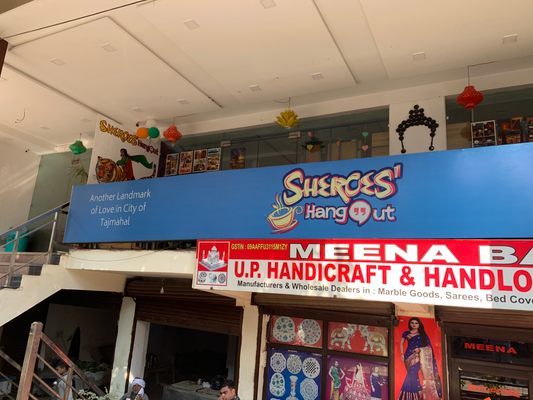 SHEROES'
Hangout
Another Landmark
of Love in City of
Tajmahal
SHEROES'
Hang Out
GSTIN : 09AAFFU3115M1ZY
MEENA BA
U.P. HANDICRAFT & HANDLO
Manufacturers & Wholesale Dealers in : Marble Goods, Sarees, Bed Cove
MEENA